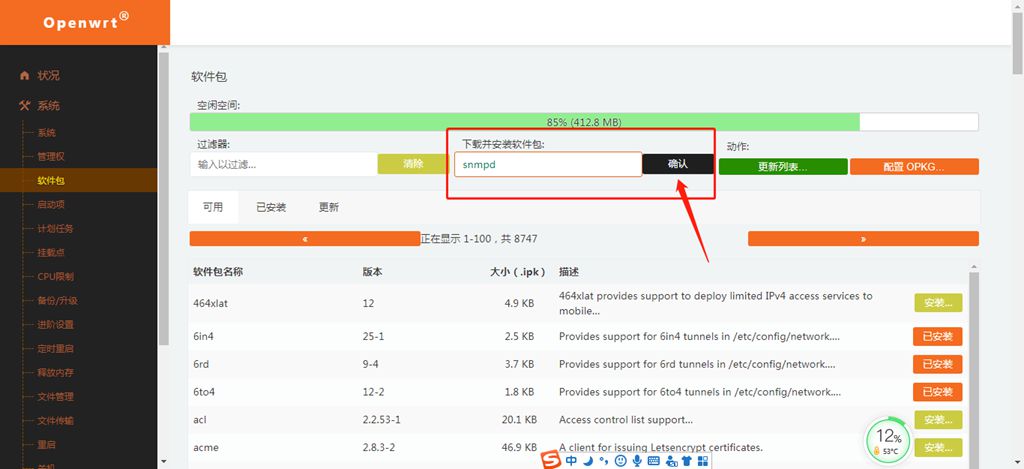 Openwrt®
状况
系统
系统
管理权
软件包
启动项
计划任务
挂载点
CPU限制
备份/升级
进阶设置
定时重启
释放内存
文件管理
文件传输
重启
软件包
空闲空间:
85% (412.8 MB)
过滤器: 下载并安装软件包: 动作:
输入以过滤... 清除 snmpd 确认 更新列表... 配置 OPKG...
可用 已安装 更新
« 正在显示 1-100，共 8747 »
软件包名称 版本 大小 (.ipk) 描述
464xlat 12 4.9 KB 464xlat provides support to deploy limited IPv4 access services to
mobile... 安装...
6in4 25-1 2.5 KB Provides support for 6in4 tunnels in /etc/config/network.... 已安装
6rd 9-4 3.7 KB Provides support for 6rd tunnels in /etc/config/network.... 已安装
6to4 12-2 1.8 KB Provides support for 6to4 tunnels in /etc/config/network.... 已安装
acl 2.2.53-1 20.1 KB Access control list support... 安装...
acme 2.8.3-2 46.9 KB A client for issuing Letsencrypt certificates. 安装...
12%
53°C
S 中